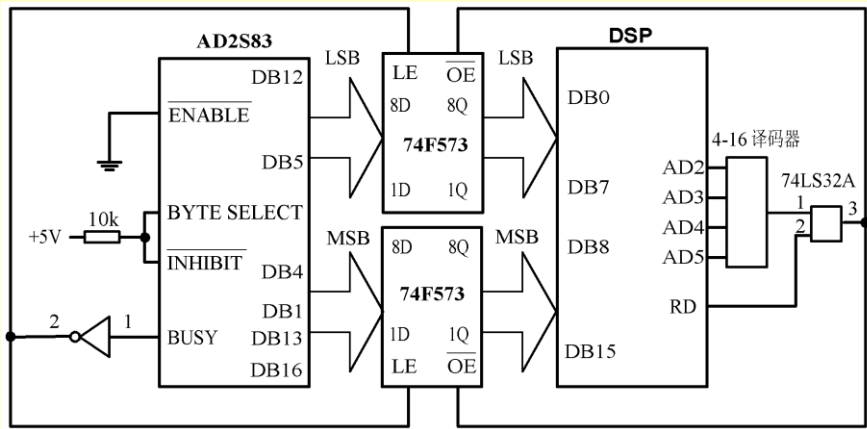 AD2S83
DB12
ENABLE
DB5
BYTE SELECT
INHIBIT
DB4
DB1
BUSY
DB13
DB16
+5V
10k
2
1
LSB
MSB
LE
OE
8D
8Q
74F573
1D
1Q
8D
8Q
74F573
1D
1Q
LE
OE
LSB
MSB
DSP
DB0
DB7
DB8
DB15
AD2
AD3
AD4
AD5
RD
4-16 译码器
74LS32A
1
2
3